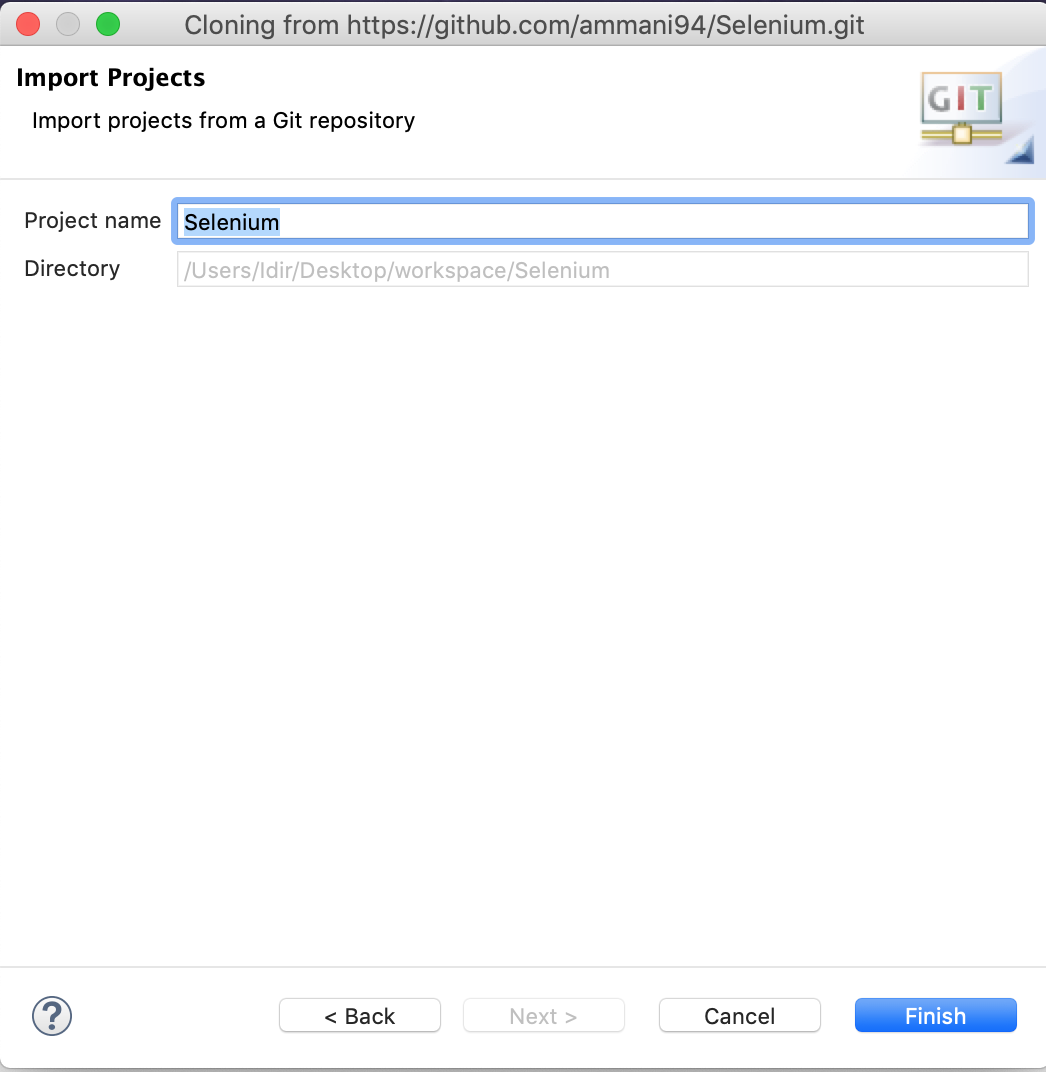 Cloning from https://github.com/ammani94/Selenium.git
Import Projects
Import projects from a Git repository
GIT
Project name Selenium
Directory /Users/Idir/Desktop/workspace/Selenium
? < Back Next > Cancel Finish